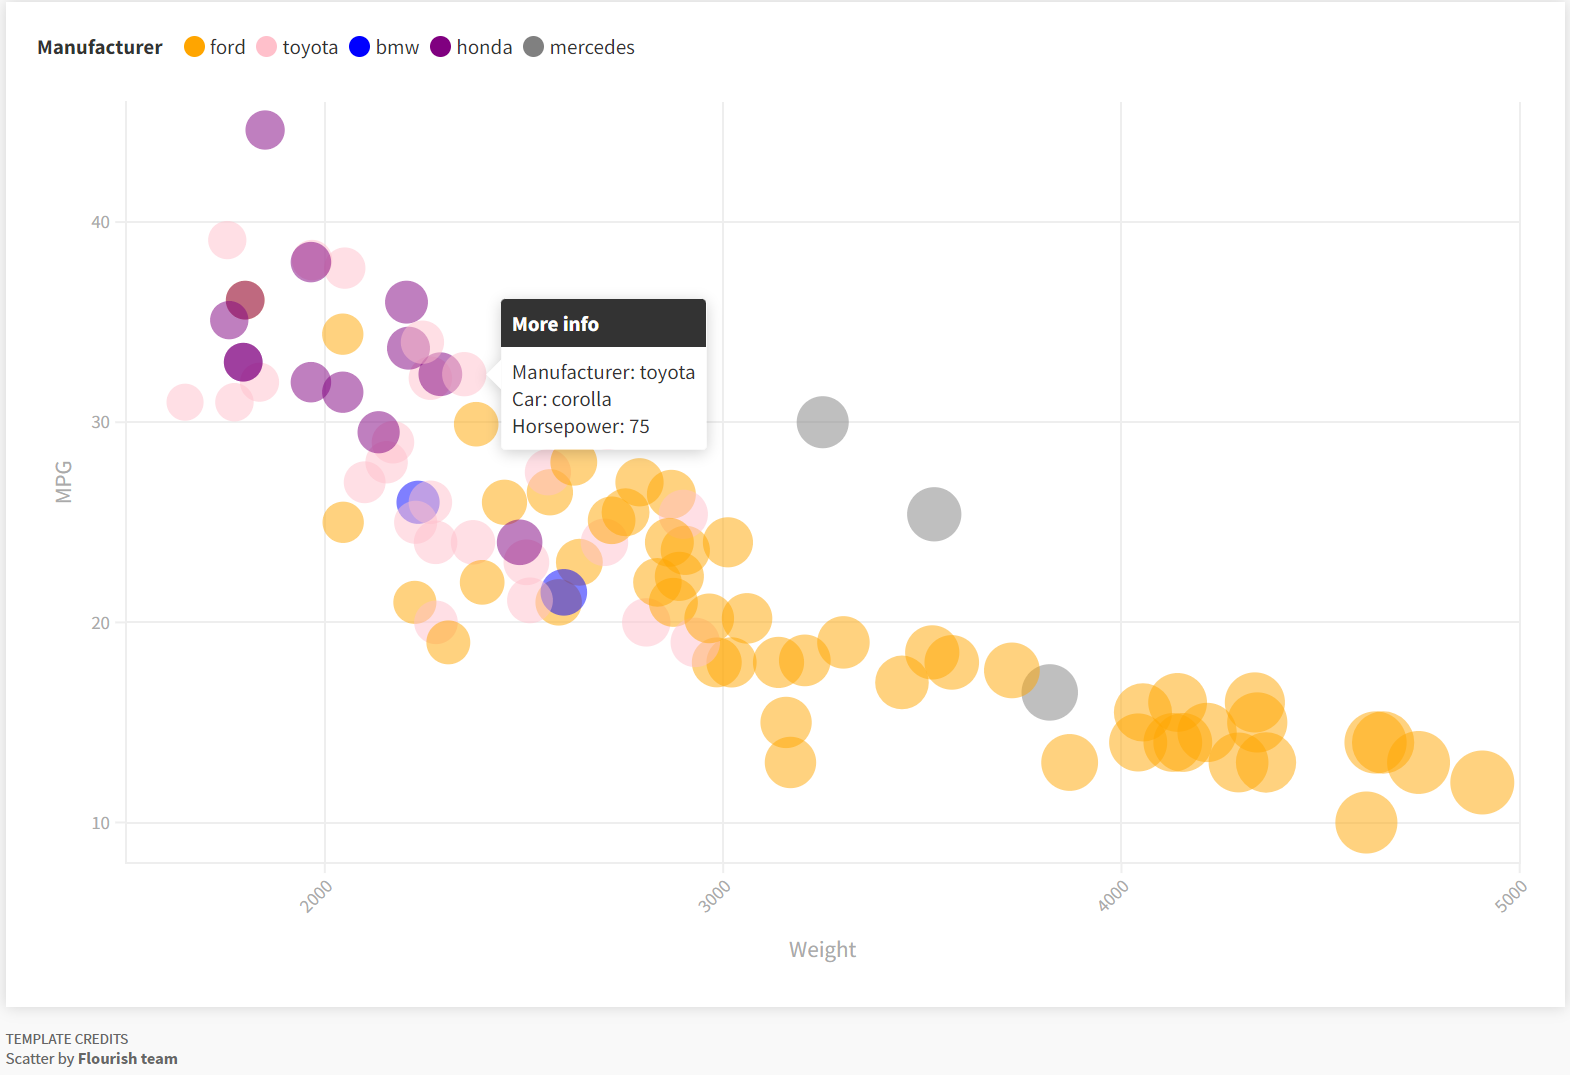 Manufacturer ford toyota bmw honda mercedes
40
30
20
10
MPG
More info
Manufacturer: toyota
Car: corolla
Horsepower: 75
2000 3000 4000 5000
Weight
TEMPLATE CREDITS
Scatter by Flourish team